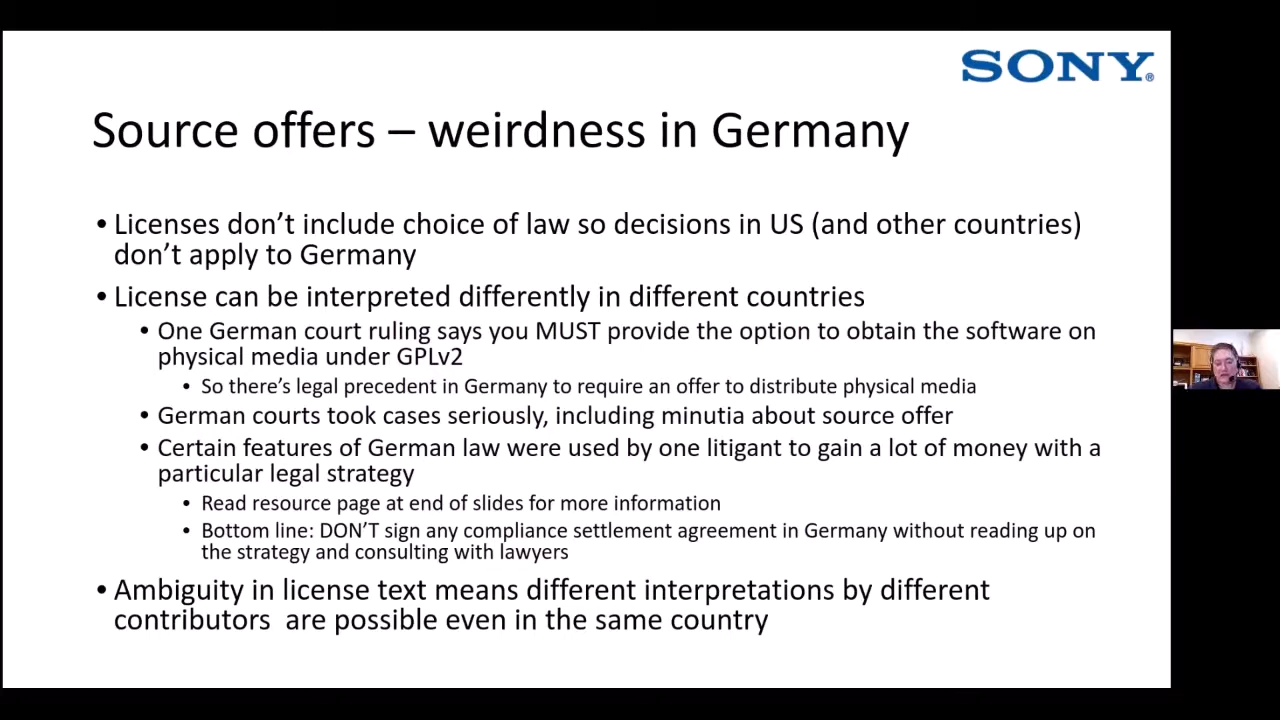 SONY®
Source offers – weirdness in Germany
• Licenses don’t include choice of law so decisions in US (and other countries)
don’t apply to Germany
• License can be interpreted differently in different countries
• One German court ruling says you MUST provide the option to obtain the software on
physical media under GPLv2
• So there’s legal precedent in Germany to require an offer to distribute physical media
• German courts took cases seriously, including minutia about source offer
• Certain features of German law were used by one litigant to gain a lot of money with a
particular legal strategy
• Read resource page at end of slides for more information
• Bottom line: DON’T sign any compliance settlement agreement in Germany without reading up on
the strategy and consulting with lawyers
• Ambiguity in license text means different interpretations by different
contributors  are possible even in the same country